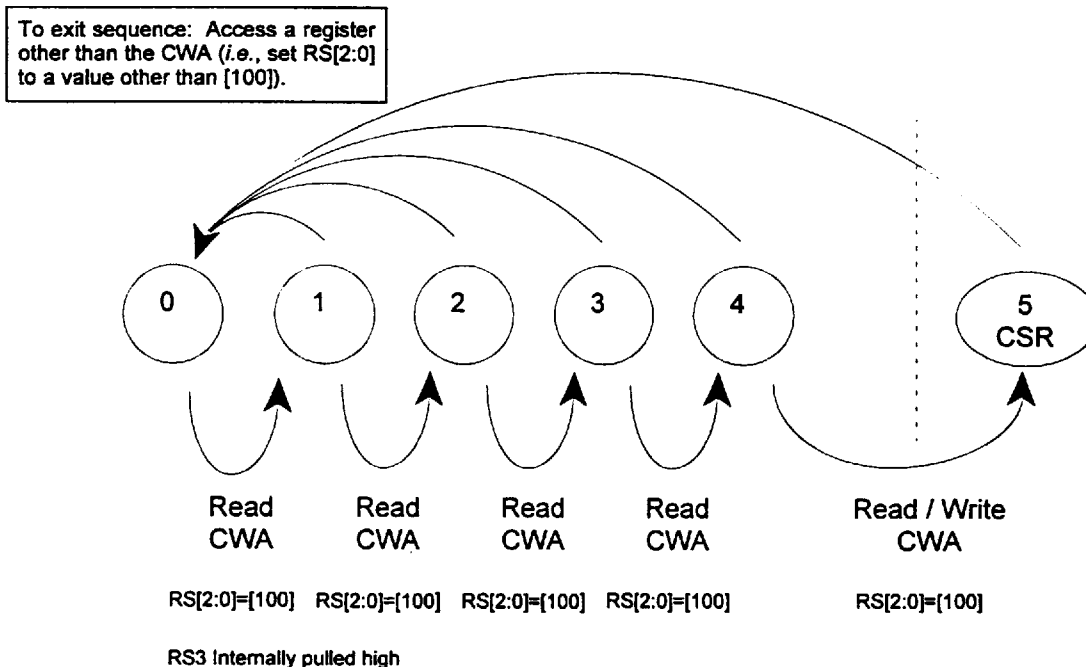 To exit sequence: Access a register
other than the CWA (i.e., set RS[2:0]
to a value other than [100]).
0
1
2
3
4
5
CSR
Read
CWA
Read
CWA
Read
CWA
Read
CWA
Read / Write
CWA
RS[2:0]=[100] RS[2:0]=[100] RS[2:0]=[100] RS[2:0]=[100] RS[2:0]=[100]
RS3 Internally pulled high